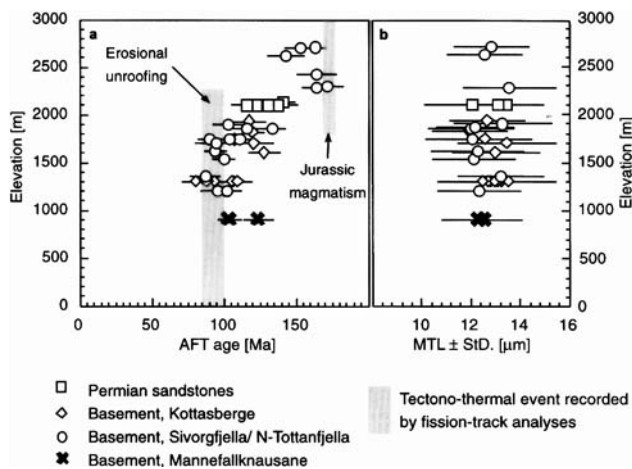 3000
2500
2000
1500
1000
500
0
Elevation [m]
a
Erosional
unroofing
Jurassic
magmatism
0
50
100
150
AFT age [Ma]
b
10
12
14
16
MTL ± StD. [µm]
3000
2500
2000
1500
1000
500
0
Elevation [m]
Permian sandstones
Basement, Kottasberge
Basement, Sivorgfjella/ N-Tottanfjella
Basement, Mannefallknausane
Tectono-thermal event recorded
by fission-track analyses